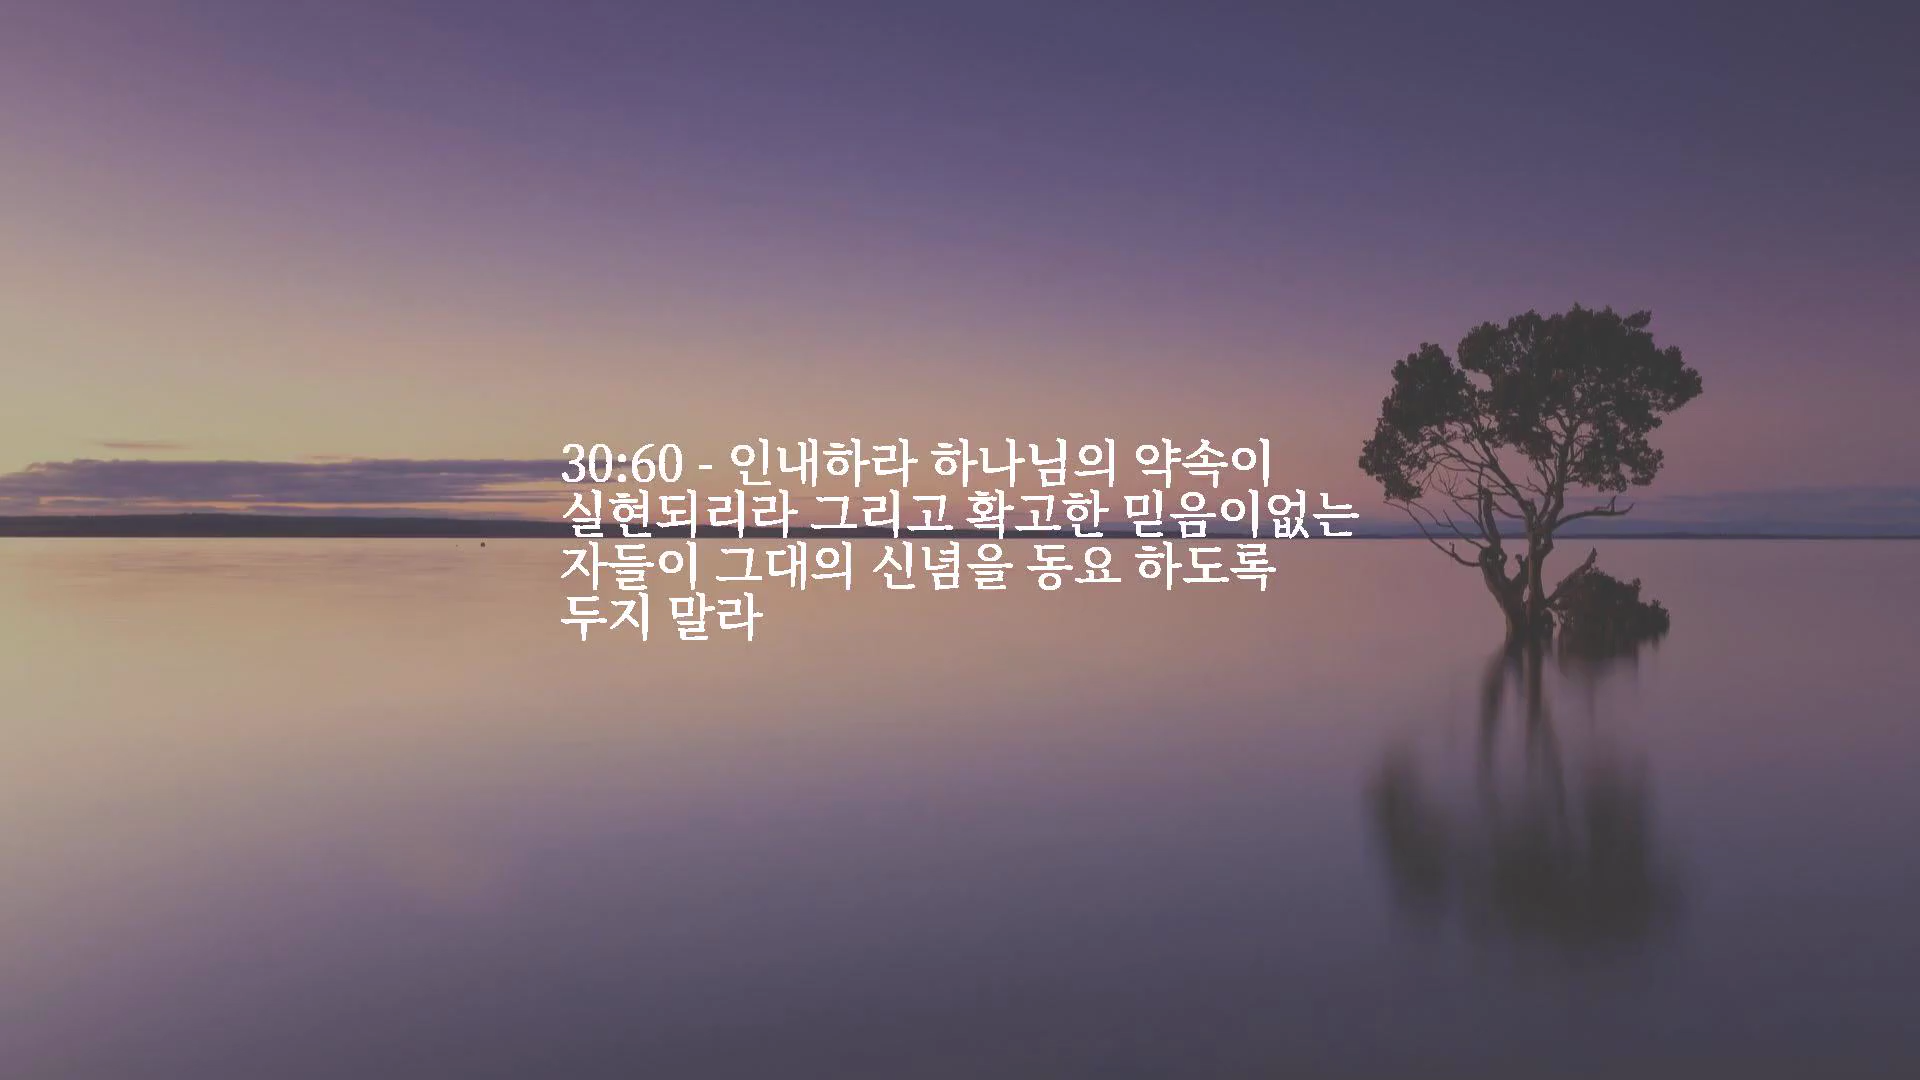 30:60 - 인내하라 하나님의 약속이
실현되리라 그리고 확고한 믿음이없는
자들이 그대의 신념을 동요 하도록
두지 말라